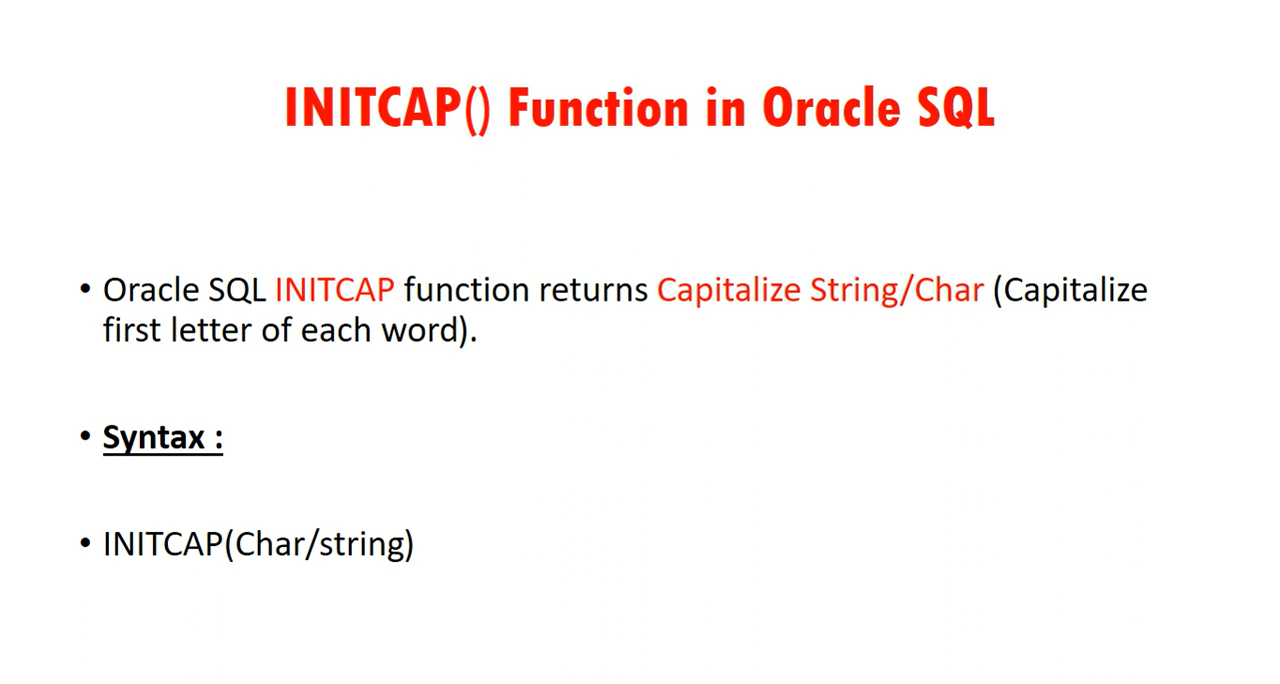 INITCAP() Function in Oracle SQL
• Oracle SQL INITCAP function returns Capitalize String/Char (Capitalize
first letter of each word).
• Syntax :
• INITCAP(Char/string)